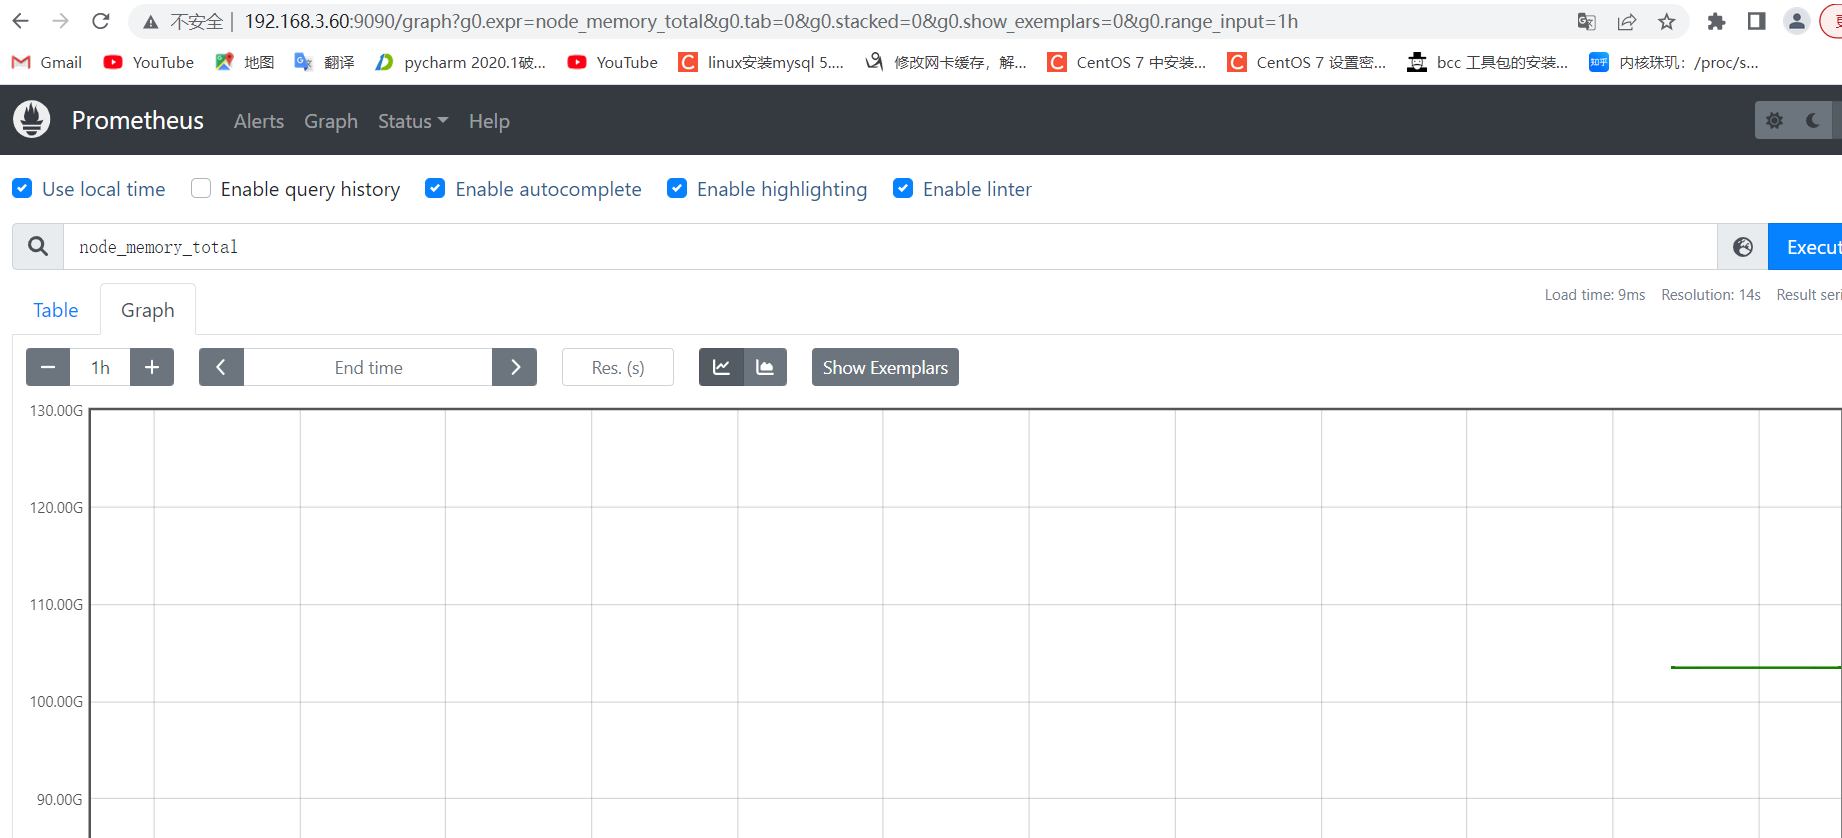 不安全 | 192.168.3.60:9090/graph?g0.expr=node_memory_total&g0.tab=0&g0.stacked=0&g0.show_exemplars=0&g0.range_input=1h
Gmail YouTube 地图 翻译 pycharm 2020.1破... YouTube linux安装mysql 5.... 修改网卡缓存，解... CentOS 7 中安装... CentOS 7 设置密... bcc 工具包的安装... 知乎 内核珠玑：/proc/s...
Prometheus Alerts Graph Status Help
Use local time Enable query history Enable autocomplete Enable highlighting Enable linter
node_memory_total Execut
Load time: 9ms Resolution: 14s Result seri
Table Graph
1h End time Res. (s) Show Exemplars
130.00G
120.00G
110.00G
100.00G
90.00G